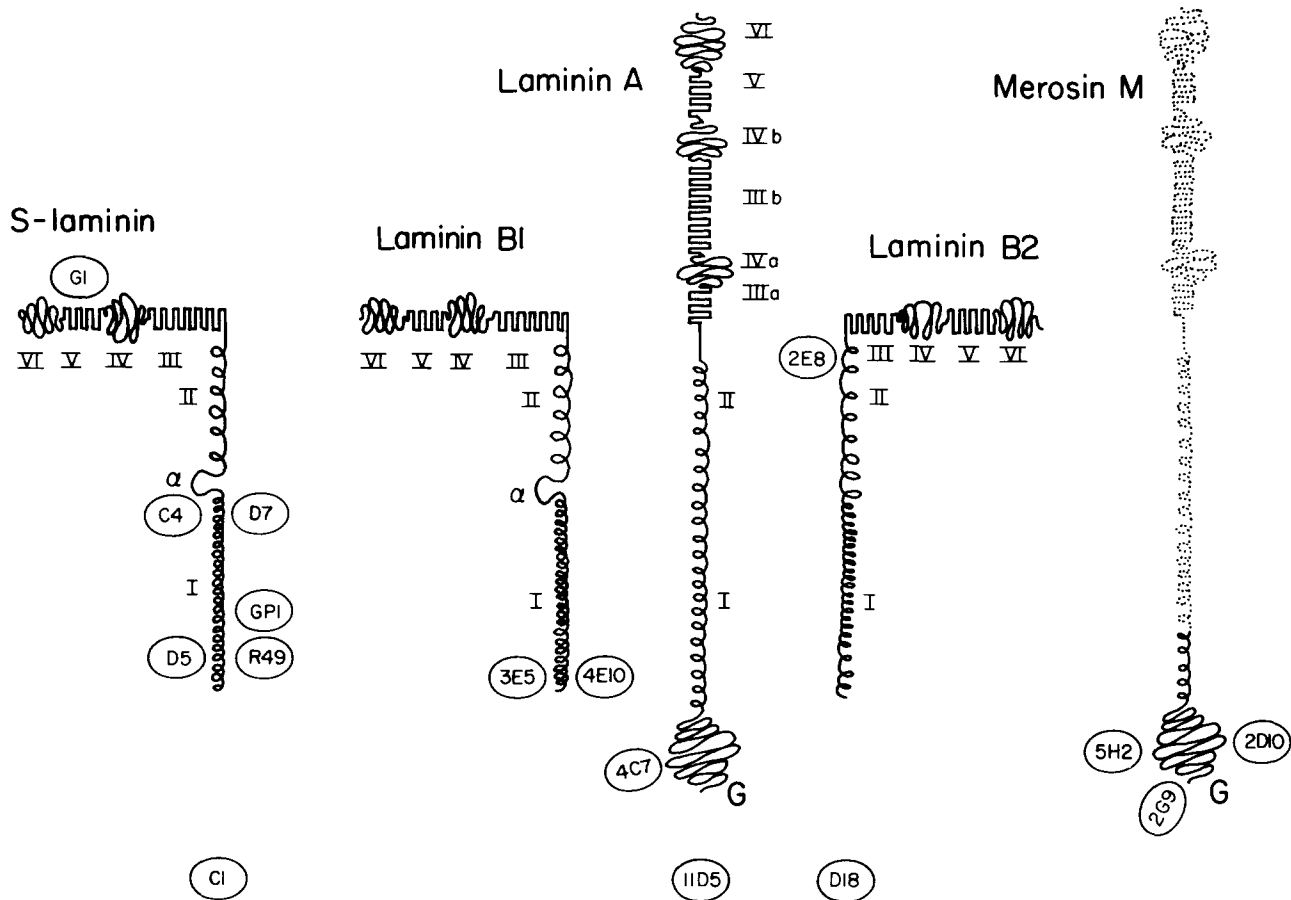 S-laminin
G1
VI V IV III
II
α
C4 D7
I
GP1
D5 R49
C1
Laminin B1
VI V IV III
II
α
I
3E5 4E10
Laminin A
VI
V
IV b
III b
IV a
III a
II
I
4C7
G
11D5
Laminin B2
2E8
III IV V VI
II
I
D18
Merosin M
5H2 2D10
2G9
G